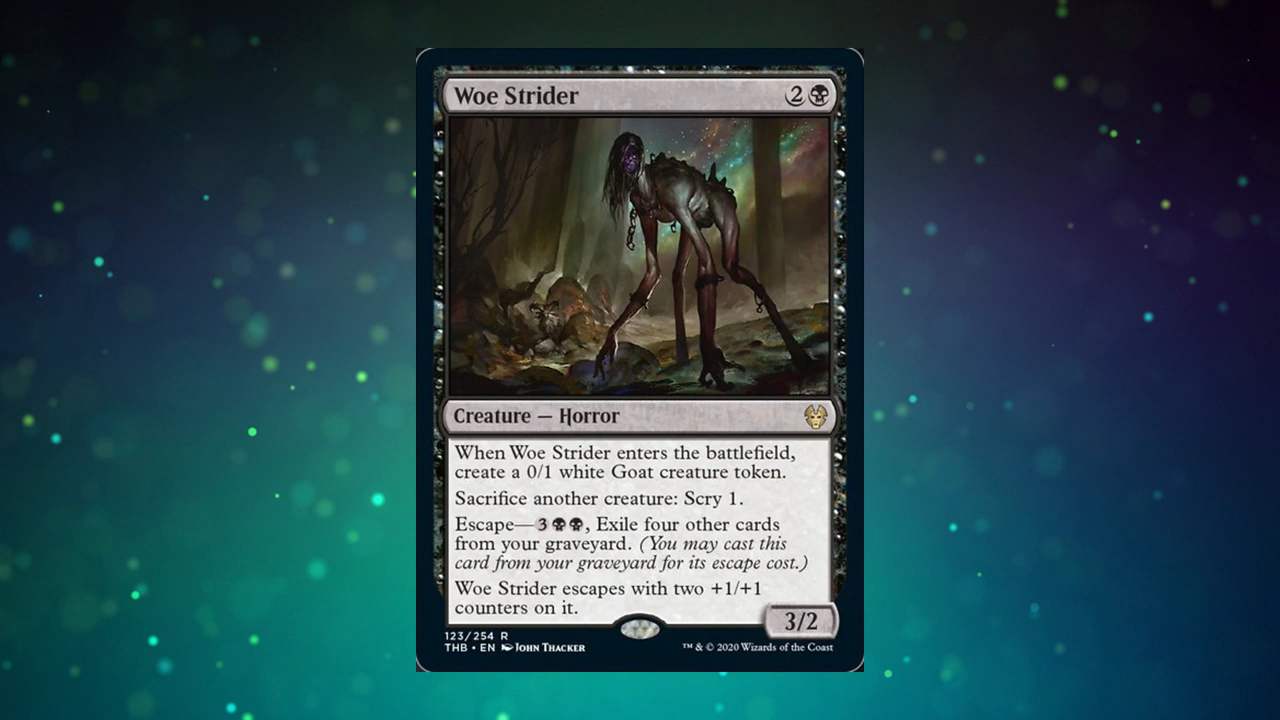 Woe Strider 2
Creature — Horror
When Woe Strider enters the battlefield,
create a 0/1 white Goat creature token.
Sacrifice another creature: Scry 1.
Escape—3, Exile four other cards
from your graveyard. (You may cast this
card from your graveyard for its escape cost.)
Woe Strider escapes with two +1/+1
counters on it.
3/2
123/254 R
THB • EN JOHN THACKER
™ & © 2020 Wizards of the Coast